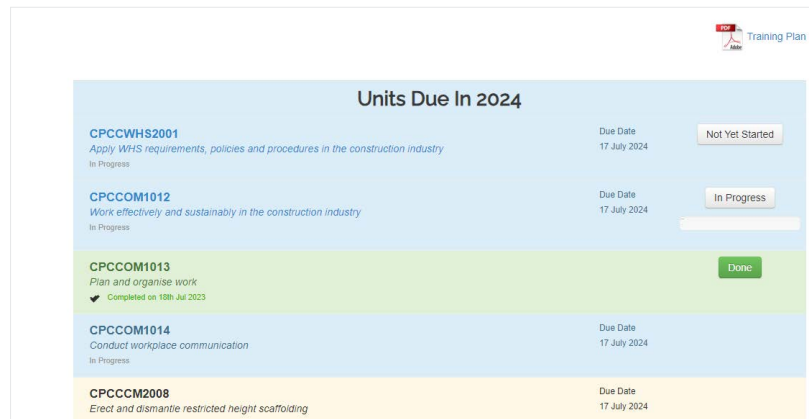 PDF
Adobe
Training Plan
Units Due In 2024
CPCCWHS2001
Apply WHS requirements, policies and procedures in the construction industry
In Progress
Due Date
17 July 2024
Not Yet Started
CPCCOM1012
Work effectively and sustainably in the construction industry
In Progress
Due Date
17 July 2024
In Progress
CPCCOM1013
Plan and organise work
Completed on 18th Jul 2023
Done
CPCCOM1014
Conduct workplace communication
In Progress
Due Date
17 July 2024
CPCCCM2008
Erect and dismantle restricted height scaffolding
Due Date
17 July 2024